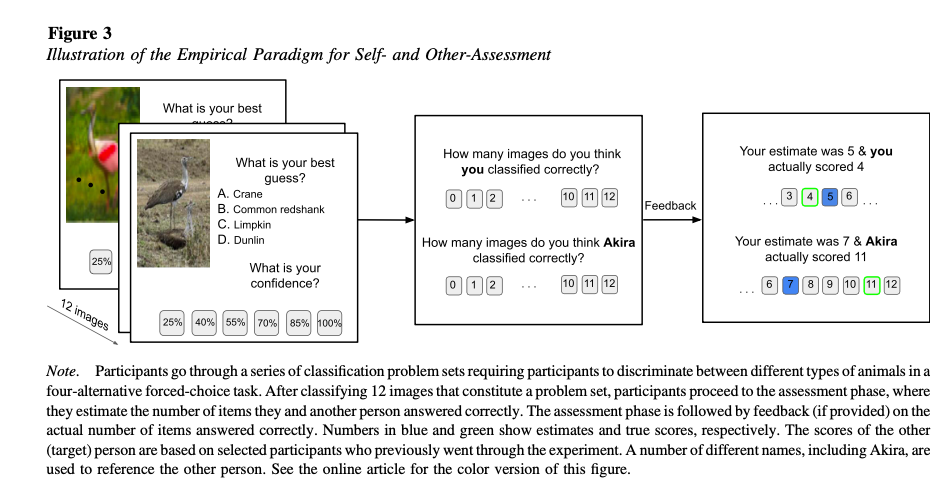 Figure 3
Illustration of the Empirical Paradigm for Self- and Other-Assessment
What is your best
guess?
25%
12 images
What is your best
guess?
A. Crane
B. Common redshank
C. Limpkin
D. Dunlin
What is your
confidence?
25% 40% 55% 70% 85% 100%
How many images do you think
you classified correctly?
0 1 2 ... 10 11 12
How many images do you think Akira
classified correctly?
0 1 2 ... 10 11 12
Feedback
Your estimate was 5 & you
actually scored 4
... 3 4 5 6 ...
Your estimate was 7 & Akira
actually scored 11
... 6 7 8 9 10 11 12
Note. Participants go through a series of classification problem sets requiring participants to discriminate between different types of animals in a
four-alternative forced-choice task. After classifying 12 images that constitute a problem set, participants proceed to the assessment phase, where
they estimate the number of items they and another person answered correctly. The assessment phase is followed by feedback (if provided) on the
actual number of items answered correctly. Numbers in blue and green show estimates and true scores, respectively. The scores of the other
(target) person are based on selected participants who previously went through the experiment. A number of different names, including Akira, are
used to reference the other person. See the online article for the color version of this figure.